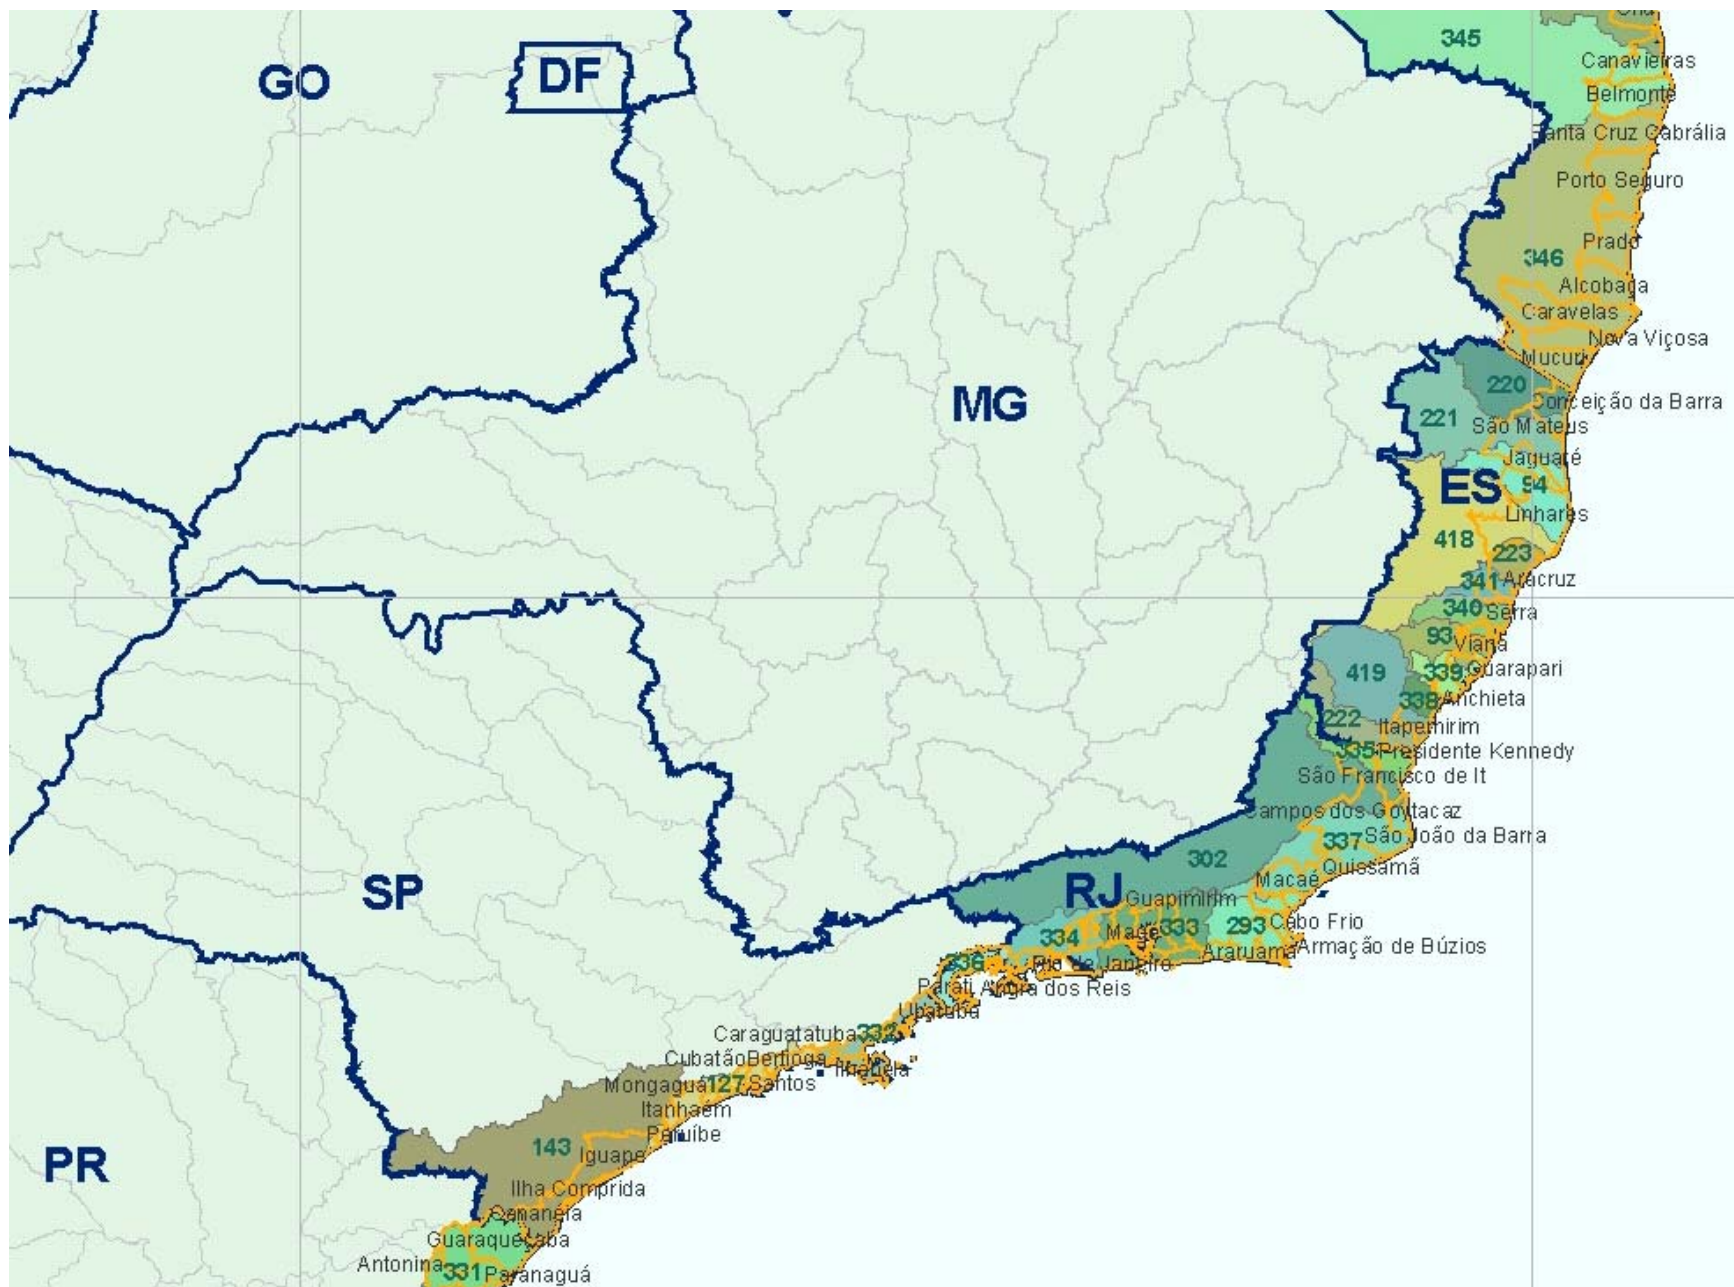 Cana
345
Canavieiras
GO
DF
Belmonte
Santa Cruz Cabrália
Porto Seguro
Prado
346
Alcobaça
Caravelas
Nova Viçosa
Mucuri
220
Conceição da Barra
MG
221
São Mateus
Jaguaré
ES
94
Linhares
418
223
341
Aracruz
340
Serra
93
Viana
419
339
Guarapari
338
Anchieta
222
Itapemirim
335
Presidente Kennedy
São Francisco de It
Campos dos Goytacaz
337
São João da Barra
302
Quissamã
Macaé
SP
RJ
Guapimirim
Cabo Frio
293
333
Magé
334
Armação de Búzios
Araruama
336
Rio de Janeiro
Parati
Angra dos Reis
Ubatuba
Caraguatatuba
332
Cubatão
Bertioga
Ilhabela
Mongaguá
127
Santos
Itanhaém
Peruíbe
143
Iguape
PR
Ilha Comprida
Cananéia
Guaraqueçaba
Antonina
331
Paranaguá